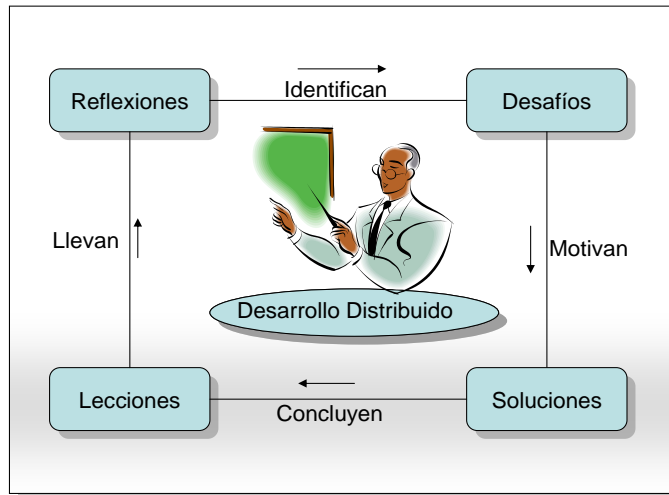 Reflexiones
Identifican
Desafíos
Llevan
Motivan
Desarrollo Distribuido
Lecciones
Concluyen
Soluciones